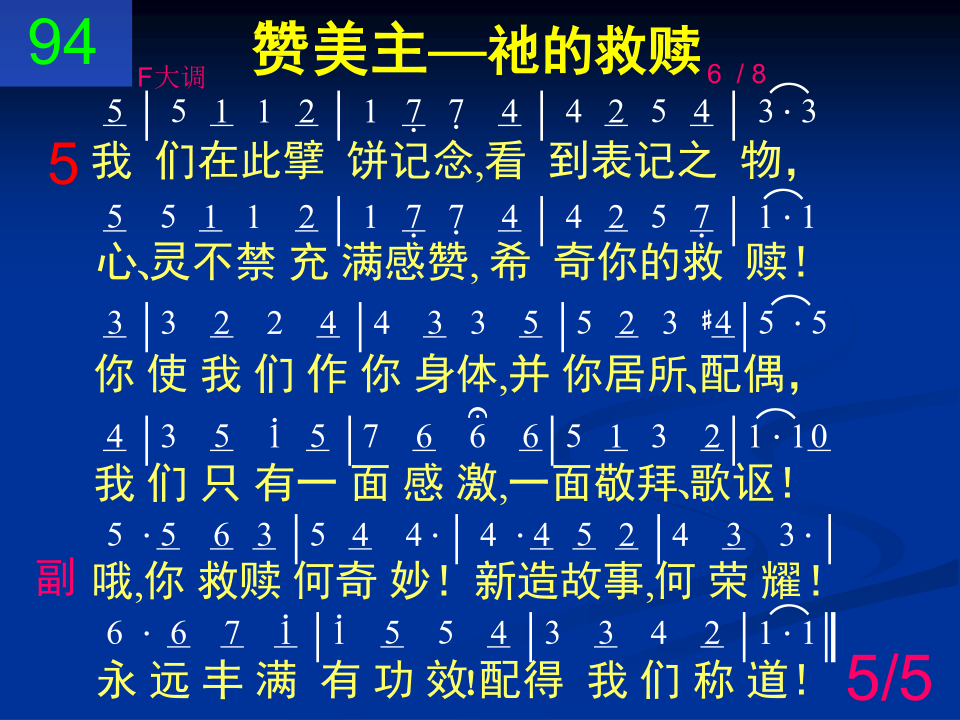 94
赞美主—祂的救赎
F大调
6 / 8
5 | 5 1 1 2 | 1 7 7 4 | 4 2 5 4 | 3 · 3
5 我 们在此擘 饼记念,看 到表记之 物，
5 5 1 1 2 | 1 7 7 4 | 4 2 5 7 | 1 · 1
心、灵不禁 充 满感赞, 希 奇你的救 赎！
3 | 3 2 2 4 | 4 3 3 5 | 5 2 3 #4 | 5 · 5
你 使 我 们 作 你 身体,并 你居所、配偶，
4 | 3 5 1 5 | 7 6 6 6 | 5 1 3 2 | 1 · 1 0
我 们 只 有一 面 感 激,一面敬拜、歌讴！
5 · 5 6 3 | 5 4 4 · | 4 · 4 5 2 | 4 3 3 · |
副 哦,你 救赎 何奇 妙！ 新造故事,何 荣 耀！
6 · 6 7 1 | 1 5 5 4 | 3 3 4 2 | 1 · 1 ‖
永 远 丰 满 有 功 效!配得 我 们 称 道！
5/5